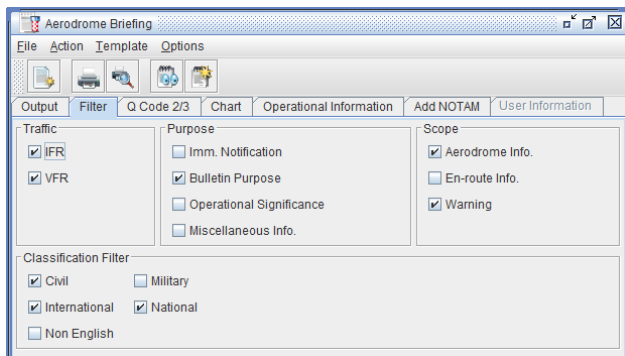 Aerodrome Briefing
File Action Template Options
Output Filter Q Code 2/3 Chart Operational Information Add NOTAM User Information
Traffic Purpose Scope
IFR Imm. Notification Aerodrome Info.
VFR Bulletin Purpose En-route Info.
Operational Significance Warning
Miscellaneous Info.
Classification Filter
Civil Military
International National
Non English